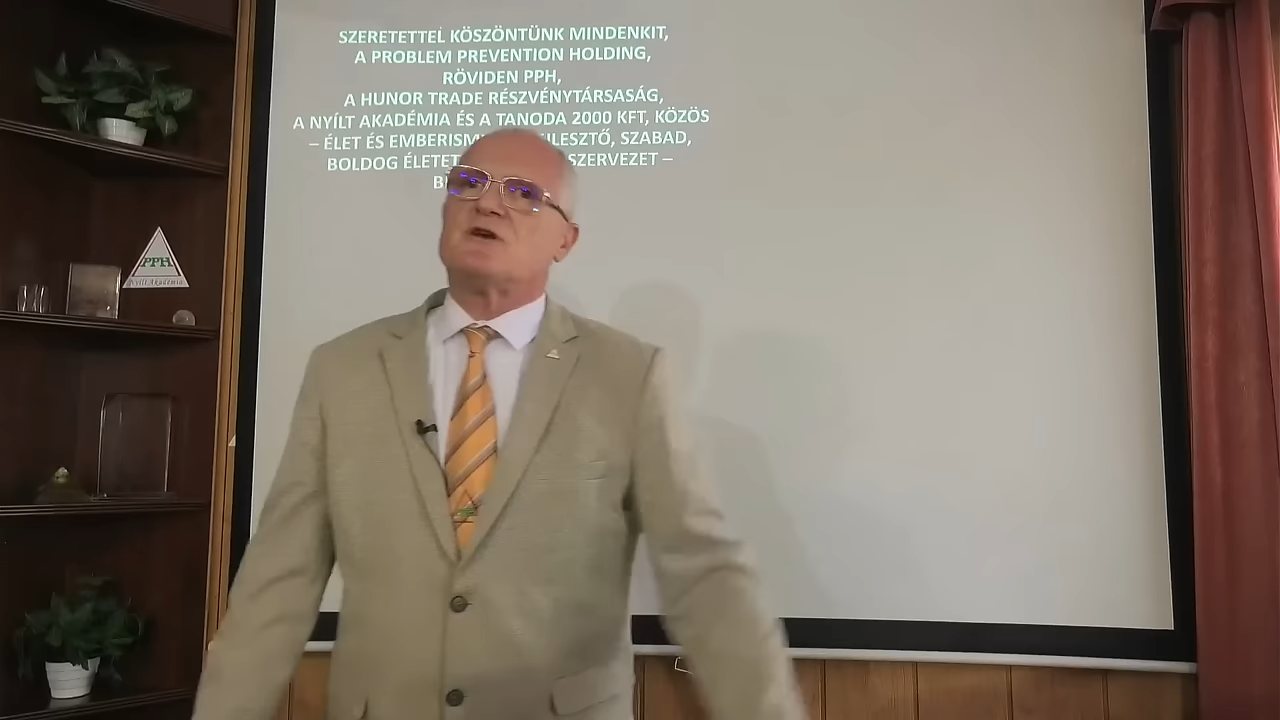 SZERETETTEL KÖSZÖNTÜNK MINDENKIT,
A PROBLEM PREVENTION HOLDING,
RÖVIDEN PPH,
A HUNOR TRADE RÉSZVÉNYTÁRSASÁG,
A NYÍLT AKADÉMIA ÉS A TANODA 2000 KFT, KÖZÖS
– ÉLET ÉS EMBERISM
SZABAD,
BOLDOG ÉLETET SZERVEZET –
PPH
Nyílt Akadémia